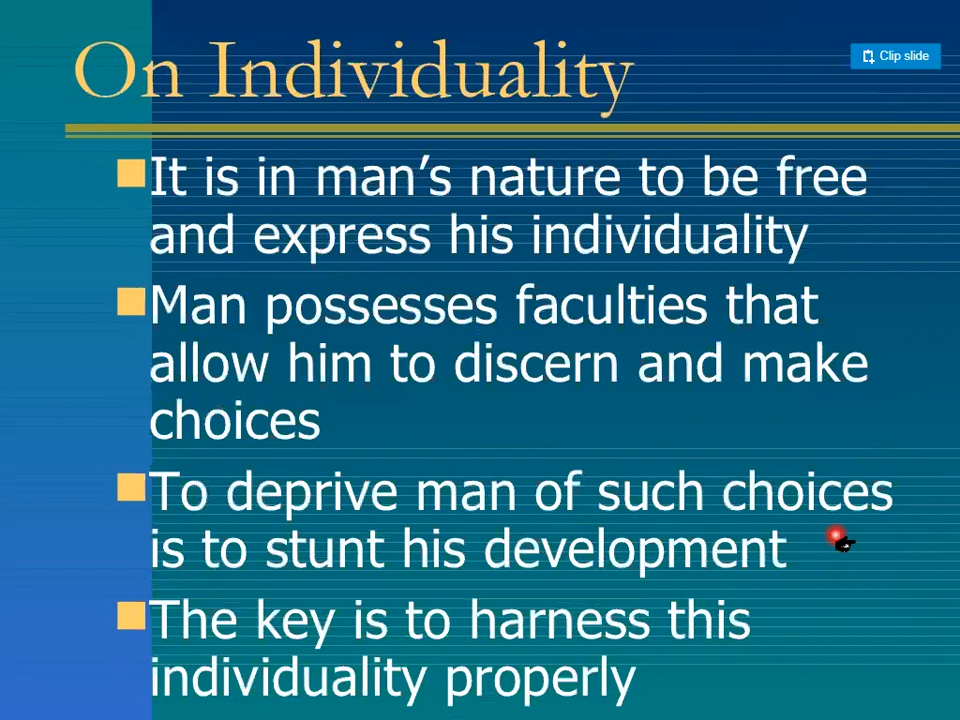 On Individuality
Clip slide
It is in man's nature to be free
and express his individuality
Man possesses faculties that
allow him to discern and make
choices
To deprive man of such choices
is to stunt his development
The key is to harness this
individuality properly